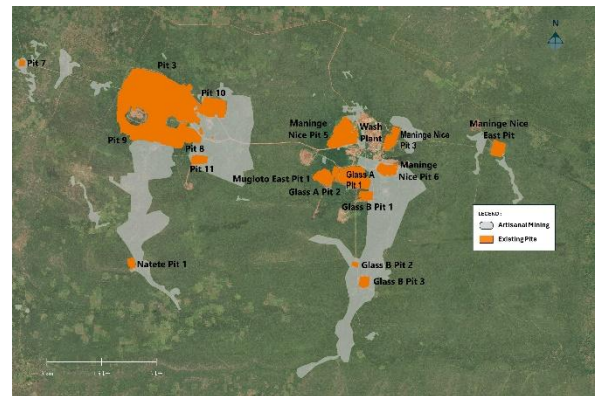 N
Pit 7
Pit 3
Pit 10
Pit 9
Pit 8
Pit 11
Maninge
Nice Pit 5
Wash
Plant
Maninge Nice
Pit 3
Maninge Nice
East Pit
Mugloto East Pit 1
Glass A Pit 2
Glass A
Pit 1
Maninge
Nice Pit 6
Glass B Pit 1
Natete Pit 1
Glass B Pit 2
Glass B Pit 3
LEGEND:
Artisanal Mining
Existing Pits